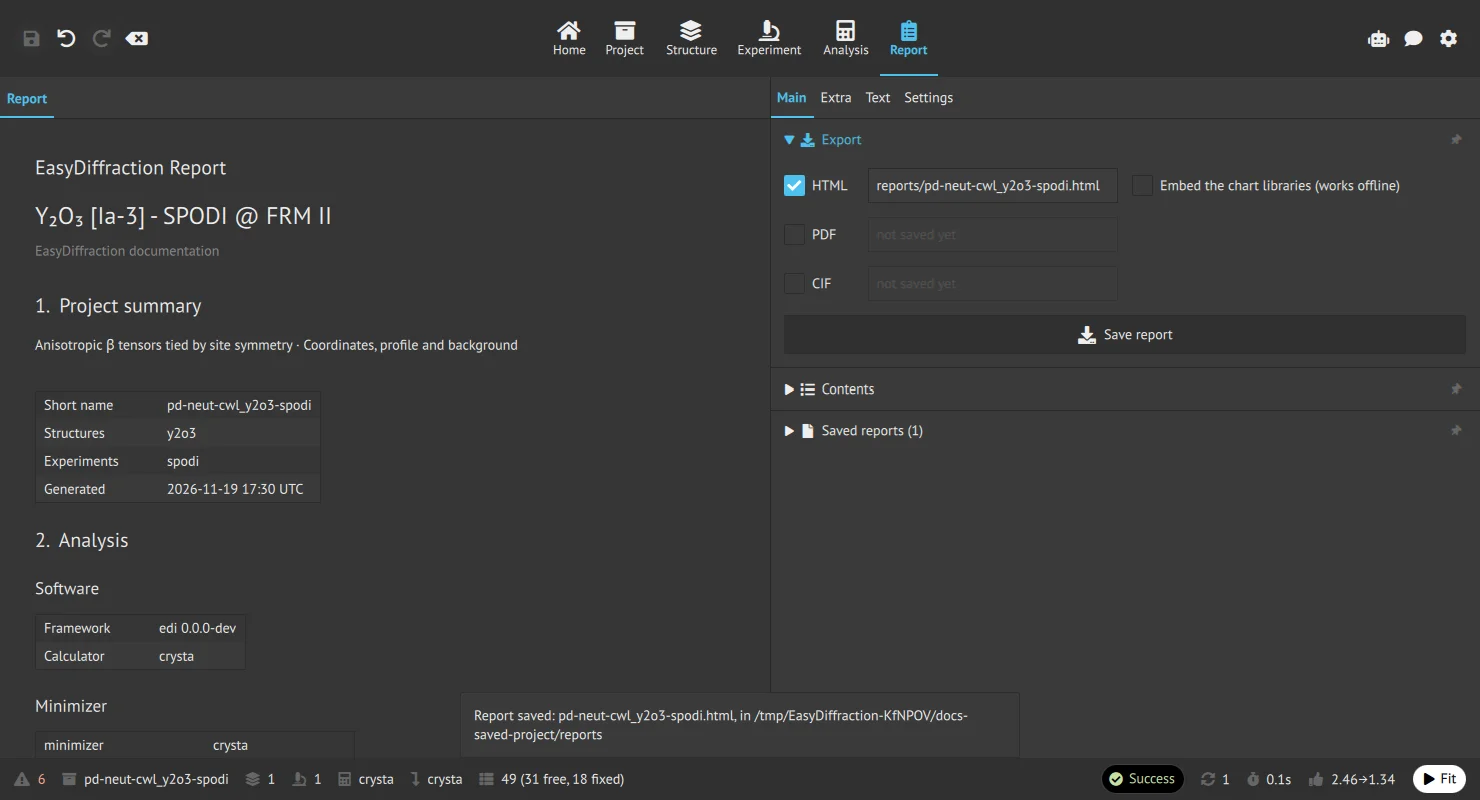 Home
Project
Structure
Experiment
Analysis
Report
Report
Main Extra Text Settings
EasyDiffraction Report
Y₂O₃ [Ia-3] - SPODI @ FRM II
EasyDiffraction documentation
1. Project summary
Anisotropic β tensors tied by site symmetry · Coordinates, profile and background
Short name pd-neut-cwl_y2o3-spodi
Structures y2o3
Experiments spodi
Generated 2026-11-19 17:30 UTC
2. Analysis
Software
Framework edi 0.0.0-dev
Calculator crysta
Minimizer
minimizer crysta
Export
HTML reports/pd-neut-cwl_y2o3-spodi.html Embed the chart libraries (works offline)
PDF not saved yet
CIF not saved yet
Save report
Contents
Saved reports (1)
Report saved: pd-neut-cwl_y2o3-spodi.html, in /tmp/EasyDiffraction-KfNPOV/docs-
saved-project/reports
6 pd-neut-cwl_y2o3-spodi 1 1 crysta crysta 49 (31 free, 18 fixed) Success 1 0.1s 2.46→1.34 Fit